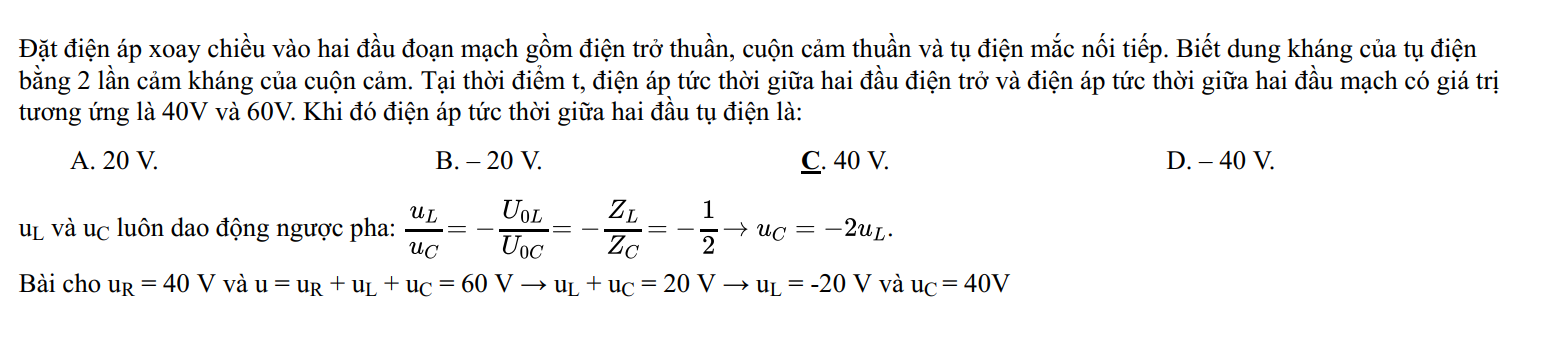 Đặt điện áp xoay chiều vào hai đầu đoạn mạch gồm điện trở thuần, cuộn cảm thuần và tụ điện mắc nối tiếp. Biết dung kháng của tụ điện
bằng 2 lần cảm kháng của cuộn cảm. Tại thời điểm t, điện áp tức thời giữa hai đầu điện trở và điện áp tức thời giữa hai đầu mạch có giá trị
tương ứng là 40V và 60V. Khi đó điện áp tức thời giữa hai đầu tụ điện là:
A. 20 V. B. – 20 V. C. 40 V. D. – 40 V.
u_L và u_C luôn dao động ngược pha: \frac{u_L}{u_C} = -\frac{U_{0L}}{U_{0C}} = -\frac{Z_L}{Z_C} = -\frac{1}{2} → u_C = −2u_L.
Bài cho u_R = 40 V và u = u_R + u_L + u_C = 60 V → u_L + u_C = 20 V → u_L = -20 V và u_C = 40V